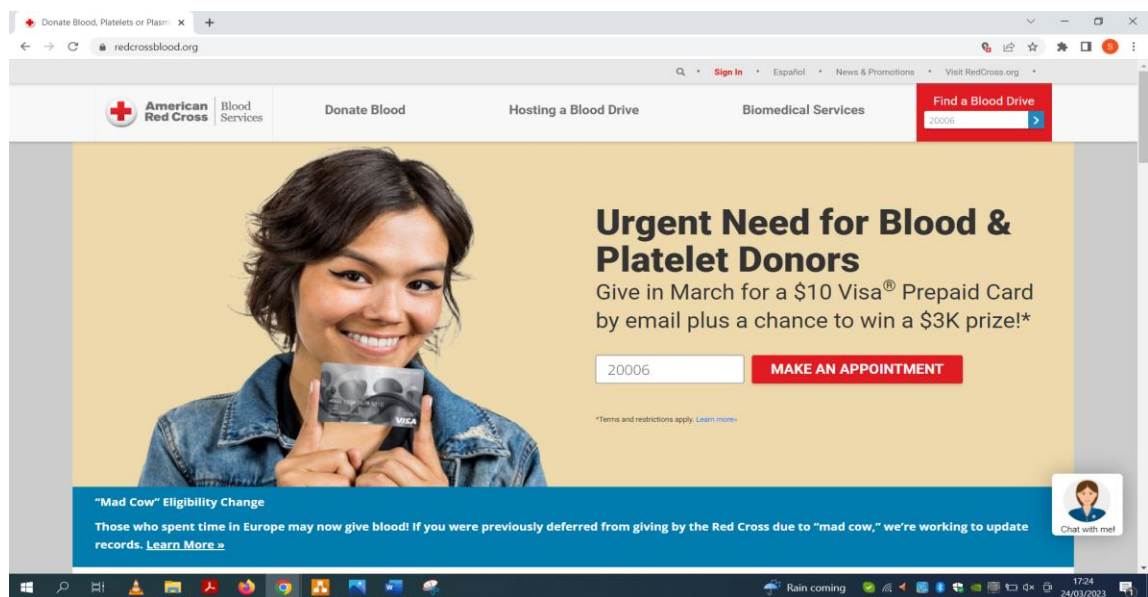 Donate Blood, Platelets or Plasm
redcrossblood.org
S
Sign In • Español • News & Promotions • Visit RedCross.org •
American Red Cross
Blood Services
Donate Blood
Hosting a Blood Drive
Biomedical Services
Find a Blood Drive
20006
Urgent Need for Blood &
Platelet Donors
Give in March for a $10 Visa® Prepaid Card
by email plus a chance to win a $3K prize!*
20006
MAKE AN APPOINTMENT
*Terms and restrictions apply. Learn more»
VISA
"Mad Cow" Eligibility Change
Those who spent time in Europe may now give blood! If you were previously deferred from giving by the Red Cross due to "mad cow," we're working to update
records. Learn More »
Chat with me!
Rain coming
17:24
24/03/2023